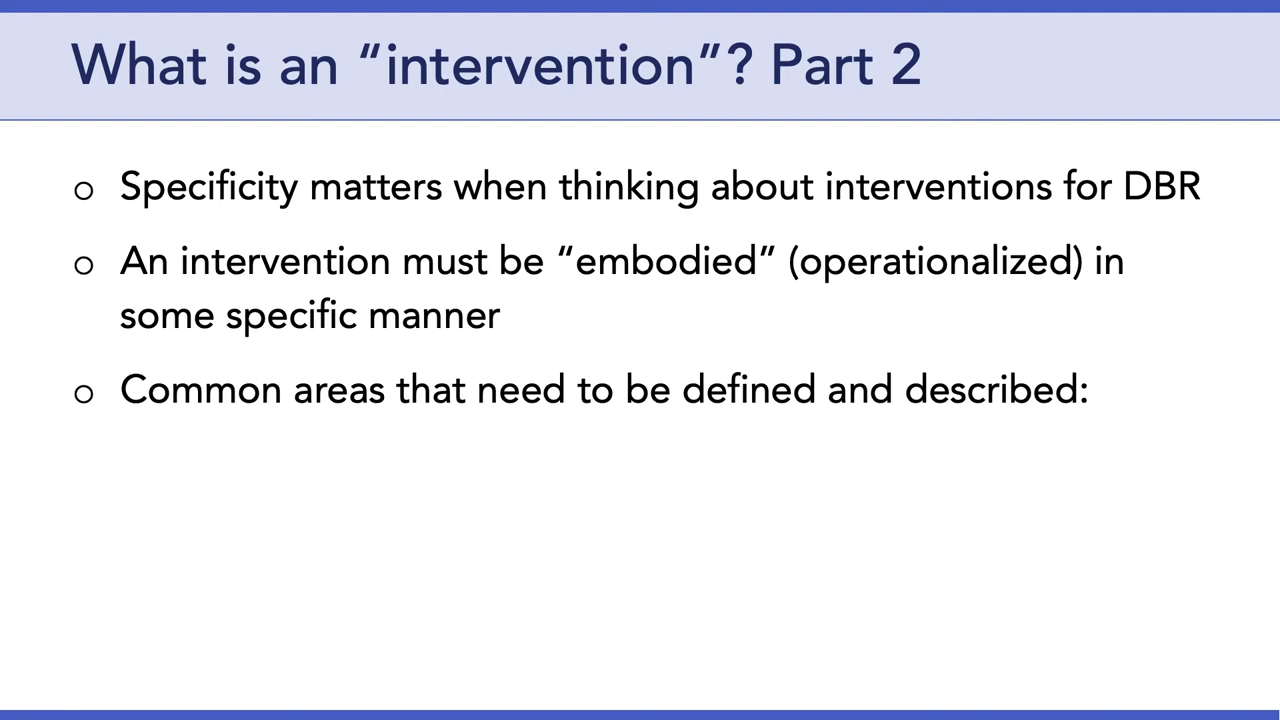 What is an “intervention”? Part 2
○ Specificity matters when thinking about interventions for DBR
○ An intervention must be “embodied” (operationalized) in
some specific manner
○ Common areas that need to be defined and described: